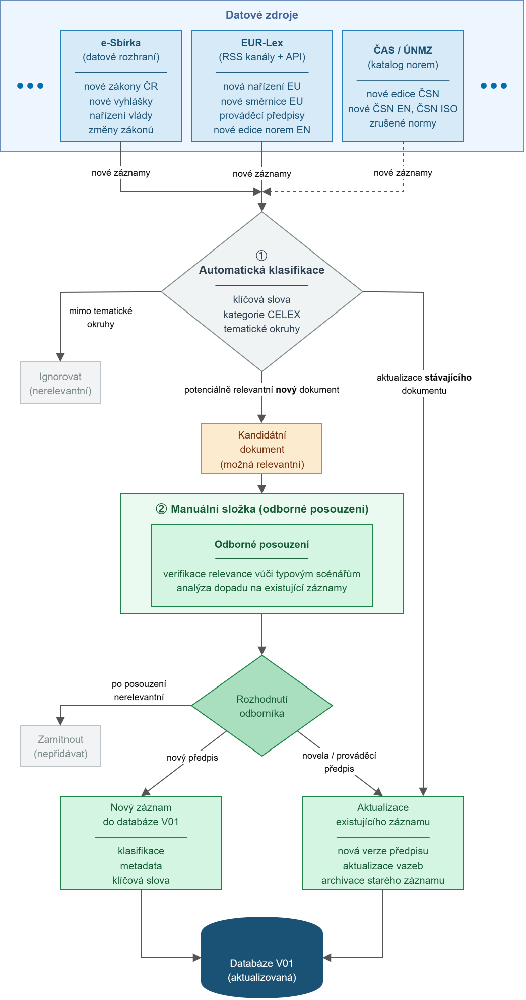 Datové zdroje
e-Sbírka
(datové rozhraní)
nové zákony ČR
nové vyhlášky
nařízení vlády
změny zákonů
EUR-Lex
(RSS kanály + API)
nová nařízení EU
nové směrnice EU
prováděcí předpisy
nové edice norem EN
ČAS / ÚNMZ
(katalog norem)
nové edice ČSN
nové ČSN EN, ČSN ISO
zrušené normy
nové záznamy
nové záznamy
nové záznamy
①
Automatická klasifikace
klíčová slova
kategorie CELEX
tematické okruhy
mimo tematické
okruhy
Ignorovat
(nerelevantní)
potenciálně relevantní nový dokument
aktualizace stávajícího
dokumentu
Kandidátní
dokument
(možná relevantní)
② Manuální složka (odborné posouzení)
Odborné posouzení
verifikace relevance vůči typovým scénářům
analýza dopadu na existující záznamy
po posouzení
nerelevantní
Rozhodnutí
odborníka
Zamítnout
(nepřidávat)
nový předpis
novela / prováděcí
předpis
Nový záznam
do databáze V01
klasifikace
metadata
klíčová slova
Aktualizace
existujícího záznamu
nová verze předpisu
aktualizace vazeb
archivace starého záznamu
Databáze V01
(aktualizovaná)